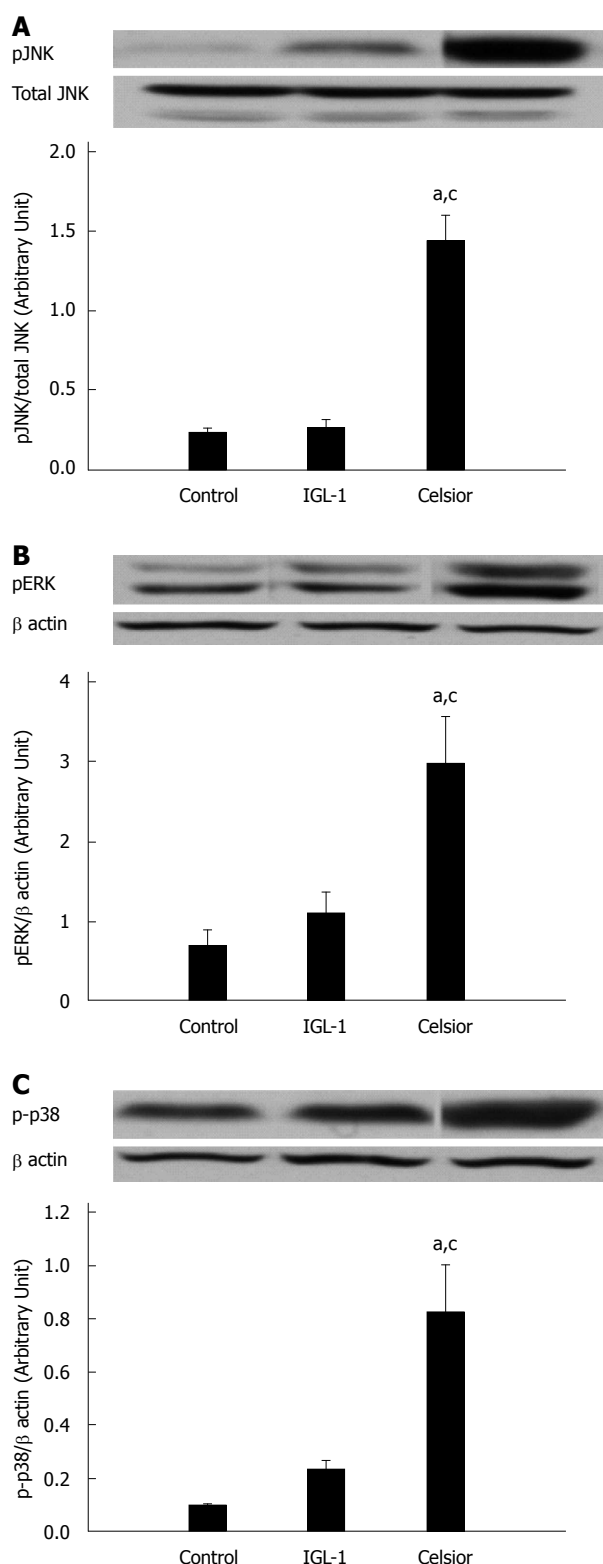 A
pJNK
Total JNK
2.0
1.5
1.0
0.5
0.0
pJNK/total JNK (Arbitrary Unit)
a,c
Control IGL-1 Celsior
B
pERK
β actin
4
3
2
1
0
pERK/β actin (Arbitrary Unit)
a,c
Control IGL-1 Celsior
C
p-p38
β actin
1.2
1.0
0.8
0.6
0.4
0.2
0.0
p-p38/β actin (Arbitrary Unit)
a,c
Control IGL-1 Celsior